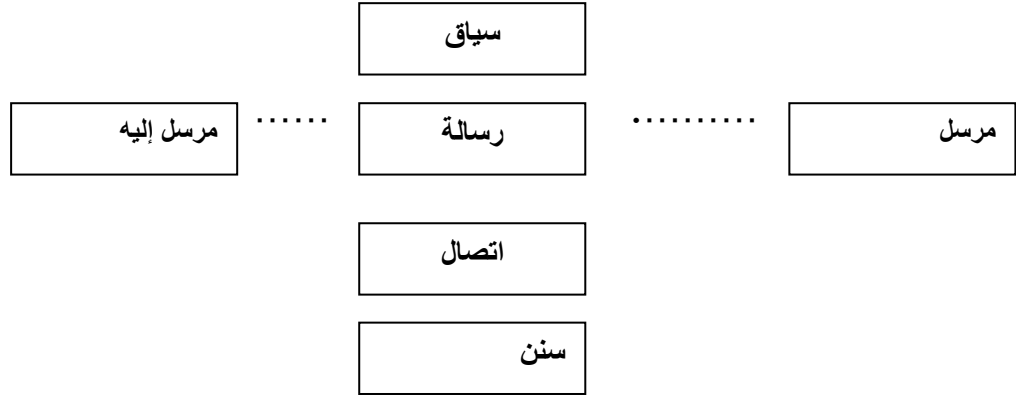 سياق
مرسل .......... رسالة ...... مرسل إليه
اتصال
سنن